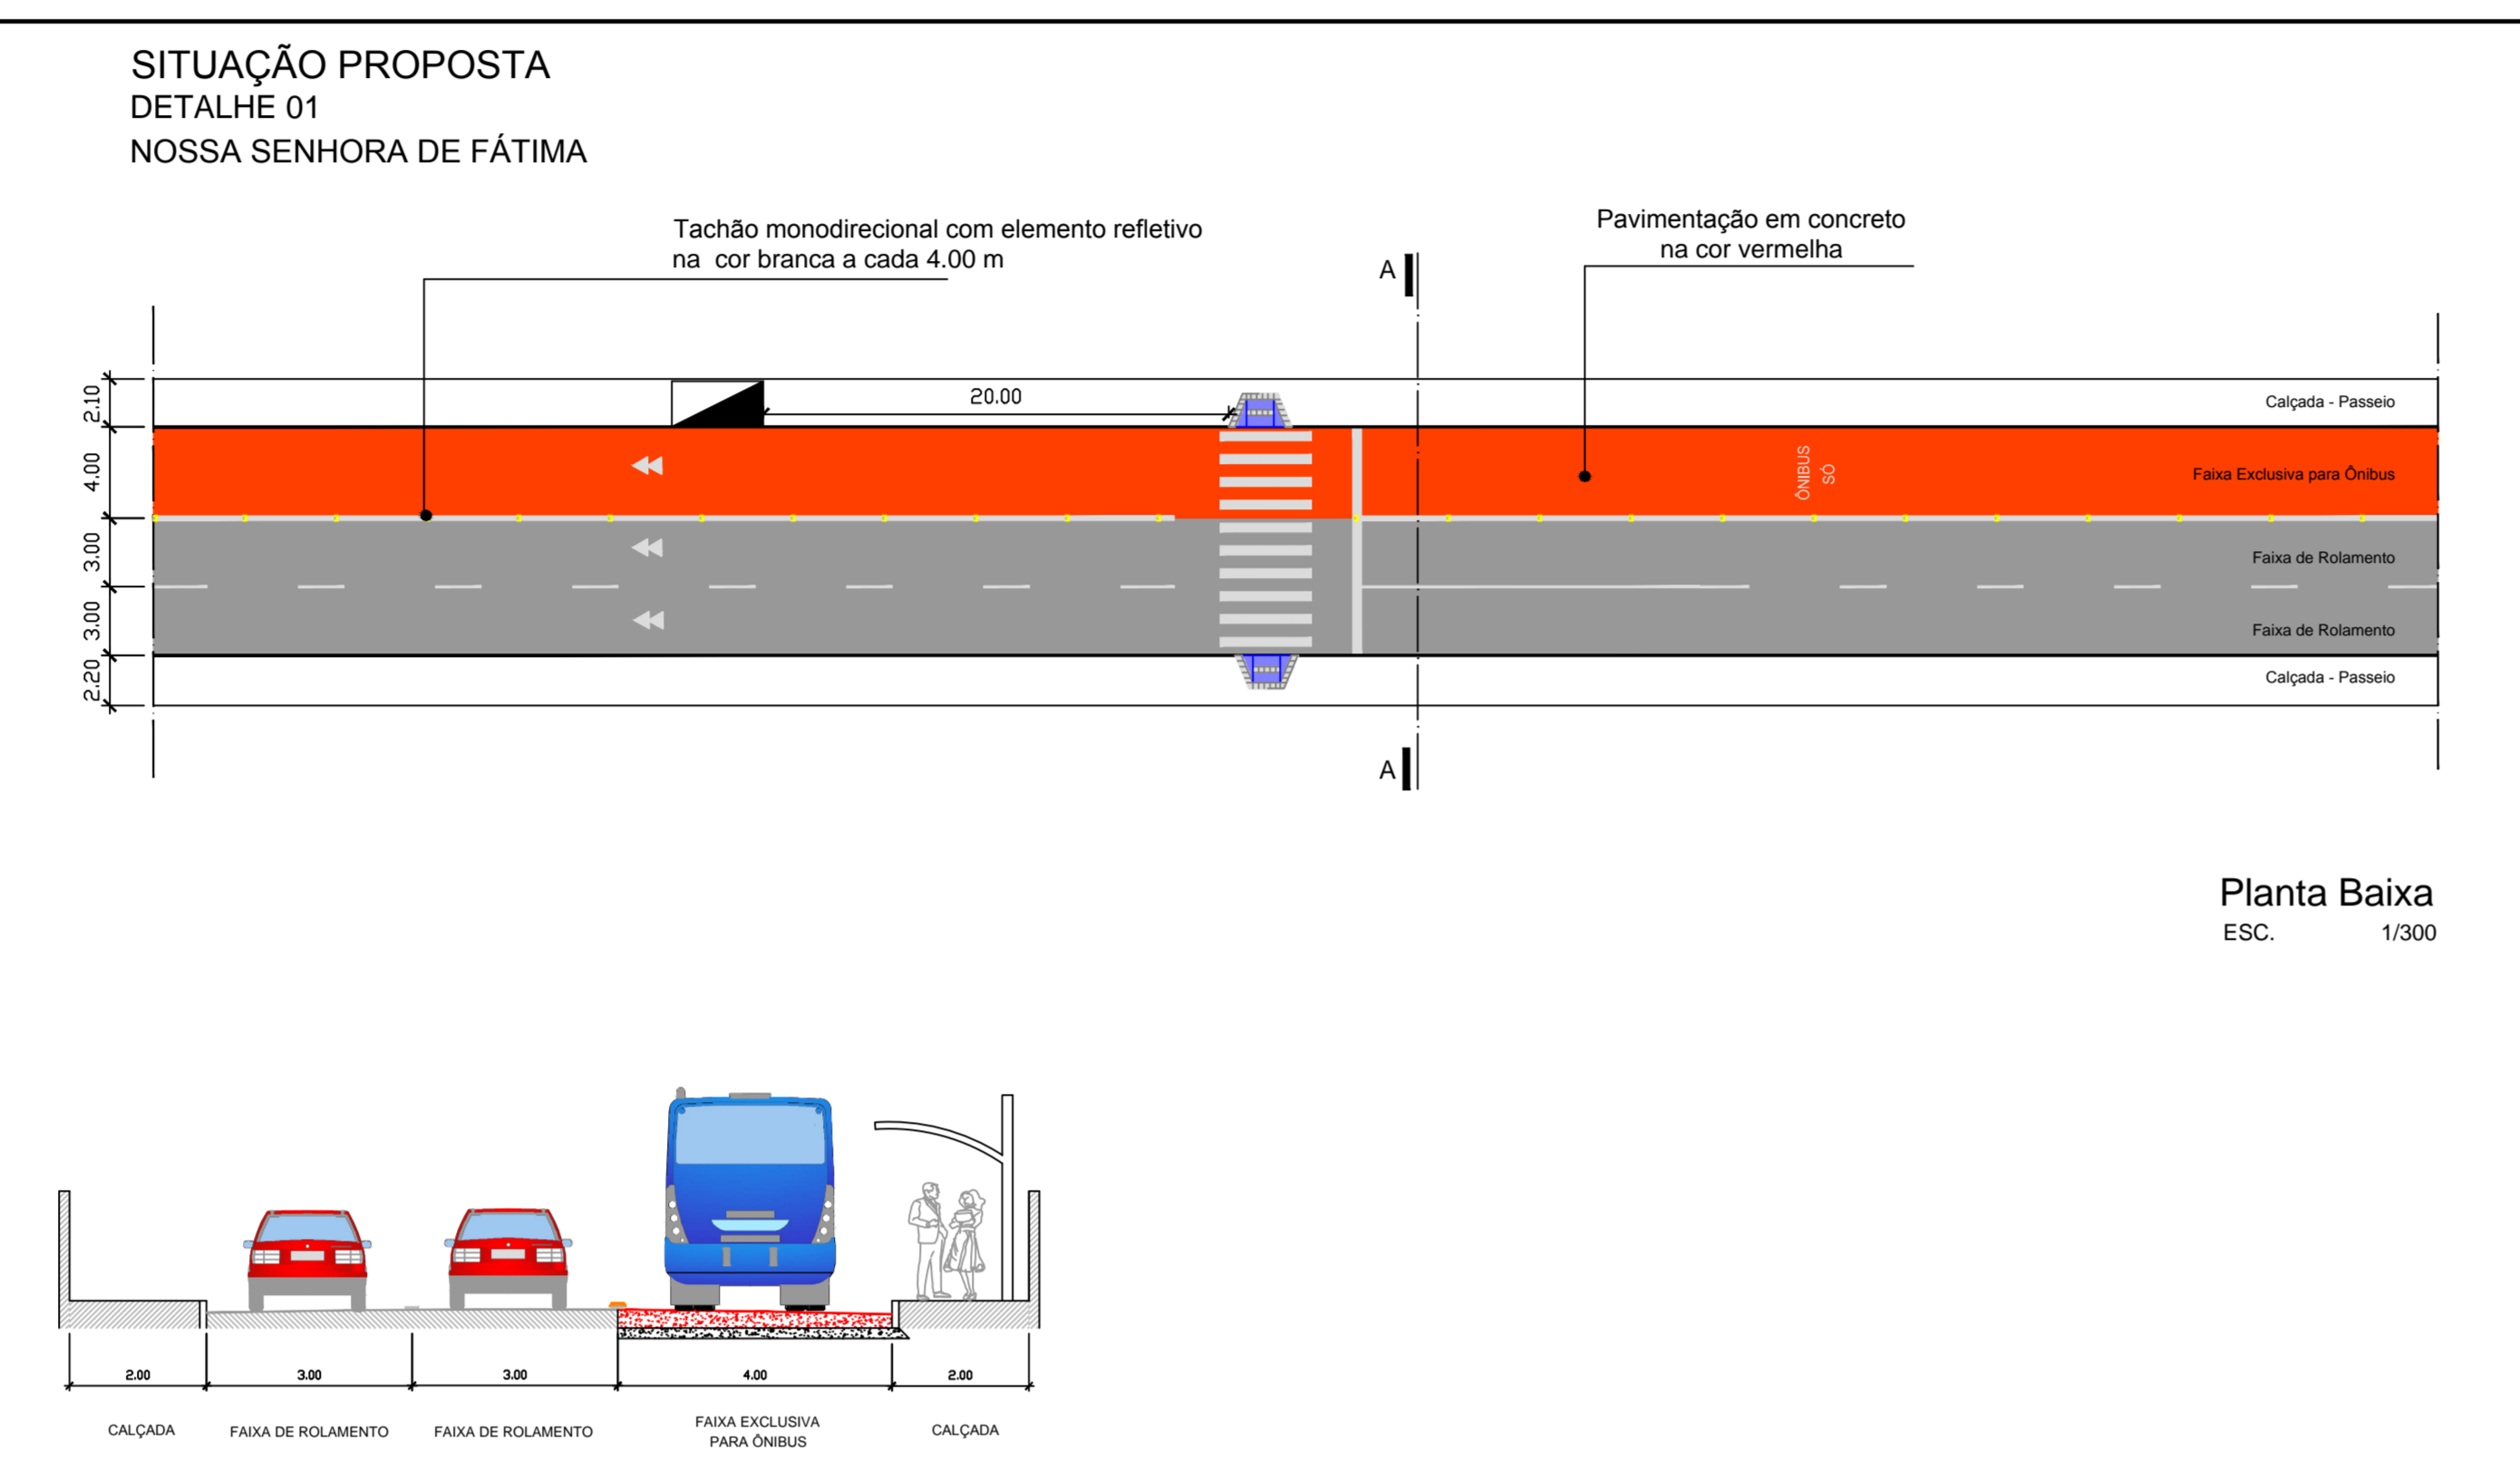 SITUAÇÃO PROPOSTA
DETALHE 01
NOSSA SENHORA DE FÁTIMA
Tachão monodirecional com elemento refletivo
na cor branca a cada 4.00 m
Pavimentação em concreto
na cor vermelha
A
2.10
20.00
Calçada - Passeio
4.00
ÔNIBUS
SÓ
Faixa Exclusiva para Ônibus
3.00
Faixa de Rolamento
3.00
Faixa de Rolamento
2.20
Calçada - Passeio
A
Planta Baixa
ESC. 1/300
2.00 3.00 3.00 4.00 2.00
CALÇADA
FAIXA DE ROLAMENTO
FAIXA DE ROLAMENTO
FAIXA EXCLUSIVA
PARA ÔNIBUS
CALÇADA